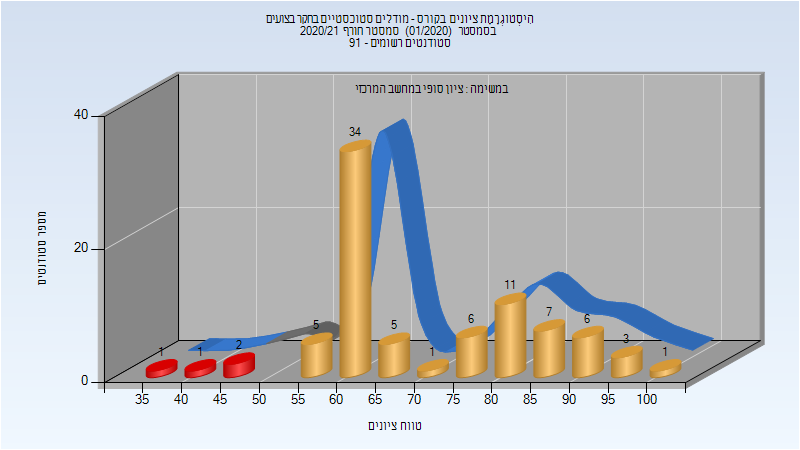 היסטוגרמת ציונים בקורס - מודלים סטוכסטיים בחקר בצועים
בסמסטר (01/2020) סמסטר חורף 2020/21
סטודנטים רשומים - 91
במשימה : ציון סופי במחשב המרכזי
מספר סטודנטים
40
20
0
1
1
2
5
34
5
1
6
11
7
6
3
1
35 40 45 50 55 60 65 70 75 80 85 90 95 100
טווח ציונים